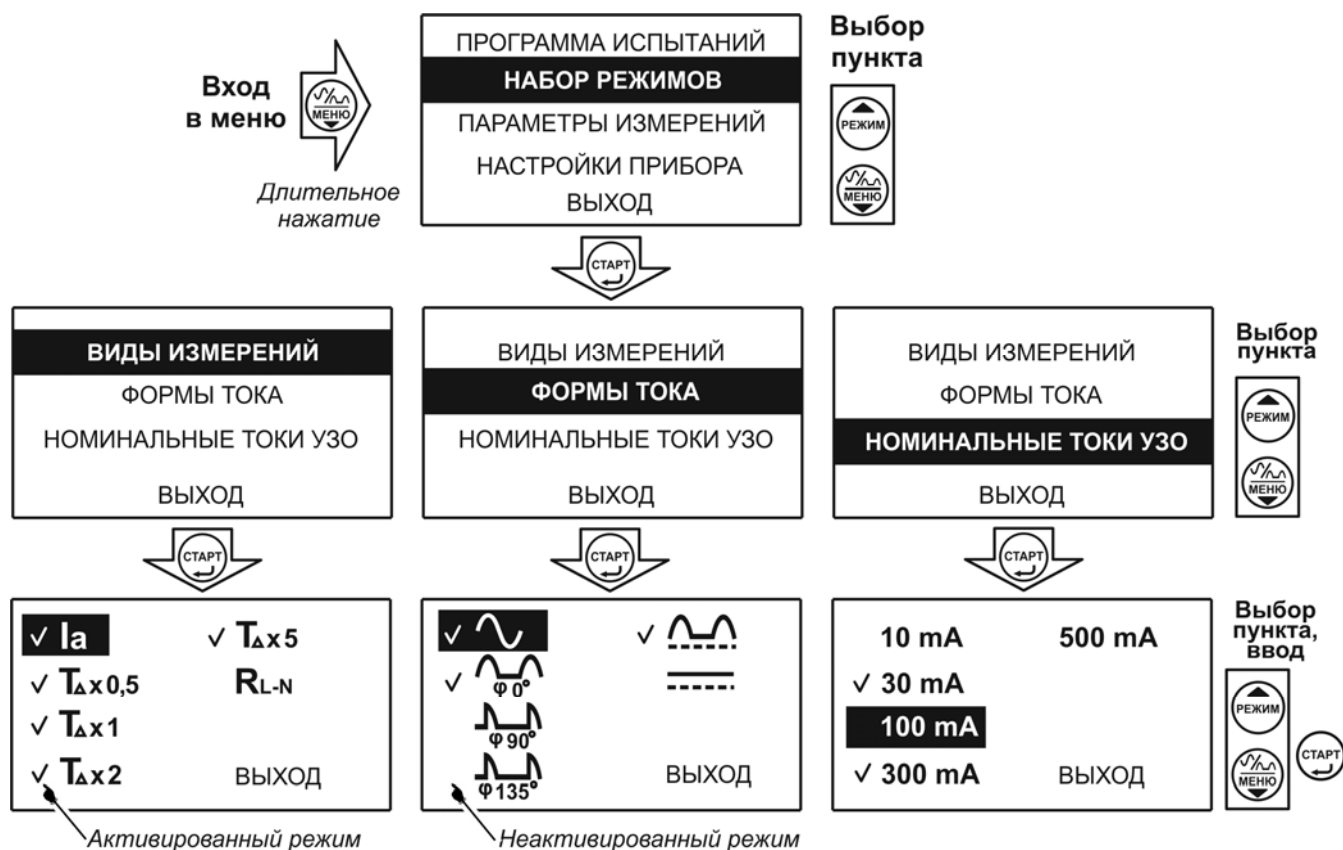 Вход
в меню
МЕНЮ
Длительное
нажатие
ПРОГРАММА ИСПЫТАНИЙ
НАБОР РЕЖИМОВ
ПАРАМЕТРЫ ИЗМЕРЕНИЙ
НАСТРОЙКИ ПРИБОРА
ВЫХОД
Выбор
пункта
РЕЖИМ
МЕНЮ
СТАРТ
ВИДЫ ИЗМЕРЕНИЙ
ФОРМЫ ТОКА
НОМИНАЛЬНЫЕ ТОКИ УЗО
ВЫХОД
ВИДЫ ИЗМЕРЕНИЙ
ФОРМЫ ТОКА
НОМИНАЛЬНЫЕ ТОКИ УЗО
ВЫХОД
ВИДЫ ИЗМЕРЕНИЙ
ФОРМЫ ТОКА
НОМИНАЛЬНЫЕ ТОКИ УЗО
ВЫХОД
Выбор
пункта
РЕЖИМ
МЕНЮ
СТАРТ
СТАРТ
СТАРТ
✓ Ia ✓ TΔx5
✓ TΔx0,5 RL-N
✓ TΔx1
✓ TΔx2 ВЫХОД
Активированный режим
✓ ✓
✓ φ 0°
φ 90°
φ 135° ВЫХОД
Неактивированный режим
10 mA 500 mA
✓ 30 mA
100 mA
✓ 300 mA ВЫХОД
Выбор
пункта,
ввод
РЕЖИМ
МЕНЮ
СТАРТ